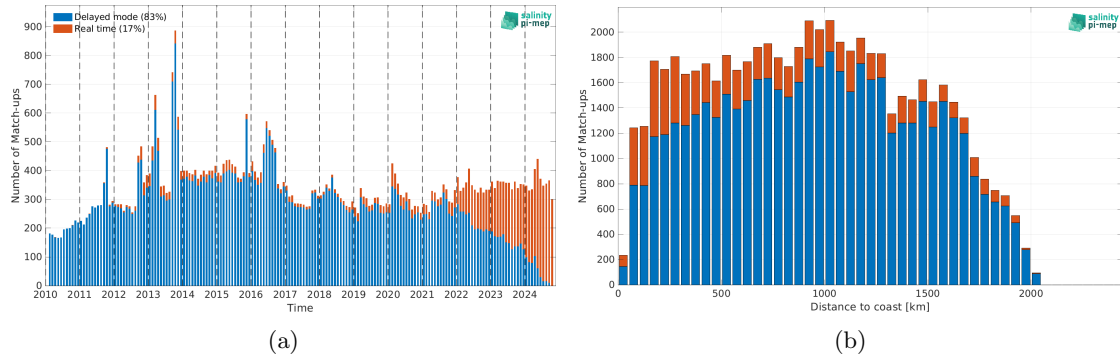 Delayed mode (83%)
Real time (17%)
salinity
pi-mep
Number of Match-ups
900
800
700
600
500
400
300
200
100
0
2010 2011 2012 2013 2014 2015 2016 2017 2018 2019 2020 2021 2022 2023 2024
Time
(a)
salinity
pi-mep
Number of Match-ups
2000
1800
1600
1400
1200
1000
800
600
400
200
0
0 500 1000 1500 2000
Distance to coast [km]
(b)